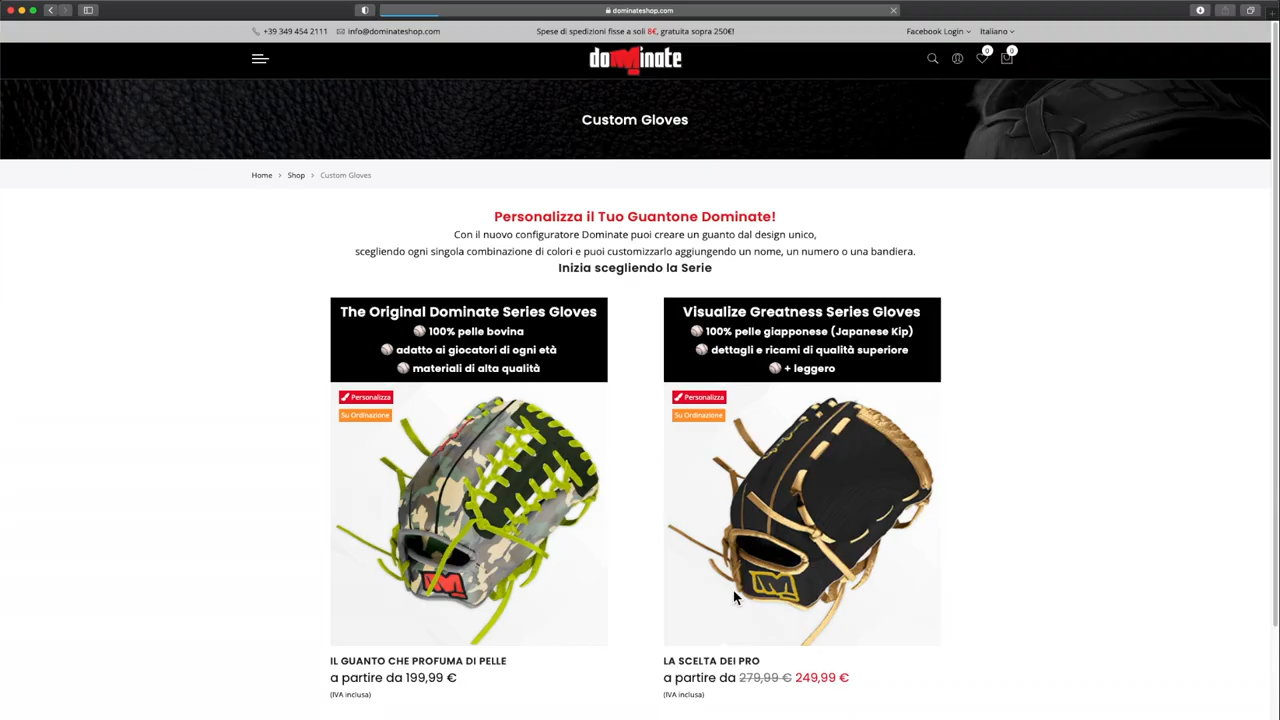 dominateshop.com
+39 349 454 2111 info@dominateshop.com Spese di spedizioni fisse a soli 8€, gratuita sopra 250€! Facebook Login Italiano
dominate
0 0
Custom Gloves
Home > Shop > Custom Gloves
Personalizza il Tuo Guantone Dominate!
Con il nuovo configuratore Dominate puoi creare un guanto dal design unico,
scegliendo ogni singola combinazione di colori e puoi customizzarlo aggiungendo un nome, un numero o una bandiera.
Inizia scegliendo la Serie
The Original Dominate Series Gloves
100% pelle bovina
adatto ai giocatori di ogni età
materiali di alta qualità
Personalizza
Su Ordinazione
IL GUANTO CHE PROFUMA DI PELLE
a partire da 199,99 €
(IVA inclusa)
Visualize Greatness Series Gloves
100% pelle giapponese (Japanese Kip)
dettagli e ricami di qualità superiore
+ leggero
Personalizza
Su Ordinazione
LA SCELTA DEI PRO
a partire da 279,99 € 249,99 €
(IVA inclusa)